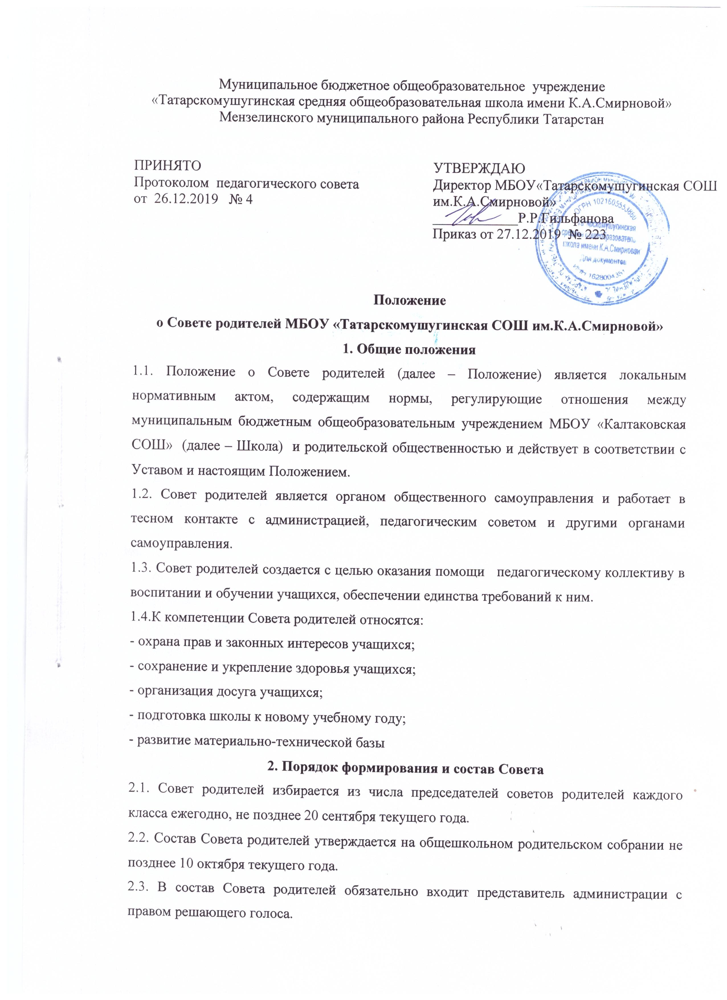 Муниципальное бюджетное общеобразовательное учреждение
«Татарскомушугинская средняя общеобразовательная школа имени К.А.Смирновой»
Мензелинского муниципального района Республики Татарстан
ПРИНЯТО
Протоколом педагогического совета
от 26.12.2019 № 4
УТВЕРЖДАЮ
Директор МБОУ«Татарскомушугинская СОШ
им.К.А.Смирновой»
____________Р.Р.Гильфанова
Приказ от 27.12.2019 № 223
ОГРН 1021605553860
школа имени К.А.Смирновой
Для документов
Положение
о Совете родителей МБОУ «Татарскомушугинская СОШ им.К.А.Смирновой»
1. Общие положения
1.1. Положение о Совете родителей (далее – Положение) является локальным
нормативным актом, содержащим нормы, регулирующие отношения между
муниципальным бюджетным общеобразовательным учреждением МБОУ «Калтаковская
СОШ» (далее – Школа) и родительской общественностью и действует в соответствии с
Уставом и настоящим Положением.
1.2. Совет родителей является органом общественного самоуправления и работает в
тесном контакте с администрацией, педагогическим советом и другими органами
самоуправления.
1.3. Совет родителей создается с целью оказания помощи педагогическому коллективу в
воспитании и обучении учащихся, обеспечении единства требований к ним.
1.4.К компетенции Совета родителей относятся:
- охрана прав и законных интересов учащихся;
- сохранение и укрепление здоровья учащихся;
- организация досуга учащихся;
- подготовка школы к новому учебному году;
- развитие материально-технической базы
2. Порядок формирования и состав Совета
2.1. Совет родителей избирается из числа председателей советов родителей каждого
класса ежегодно, не позднее 20 сентября текущего года.
2.2. Состав Совета родителей утверждается на общешкольном родительском собрании не
позднее 10 октября текущего года.
2.3. В состав Совета родителей обязательно входит представитель администрации с
правом решающего голоса.